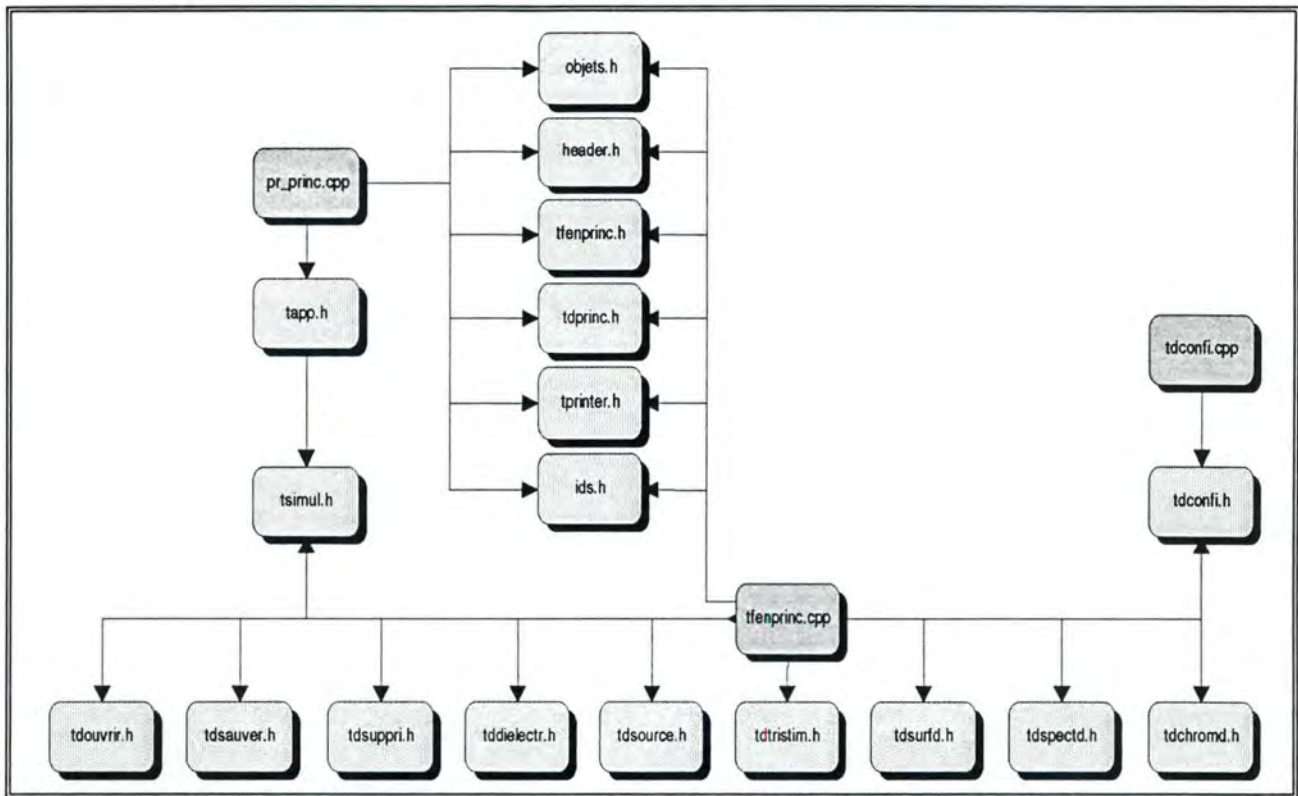 objets.h
header.h
pr_princ.cpp
tfenprinc.h
tapp.h
tdprinc.h
tdconfi.cpp
tprinter.h
ids.h
tsimul.h
tdconfi.h
tfenprinc.cpp
tdouvrir.h
tdsauver.h
tdsuppri.h
tddielectr.h
tdsource.h
tdtristim.h
tdsurfd.h
tdspectd.h
tdchromd.h